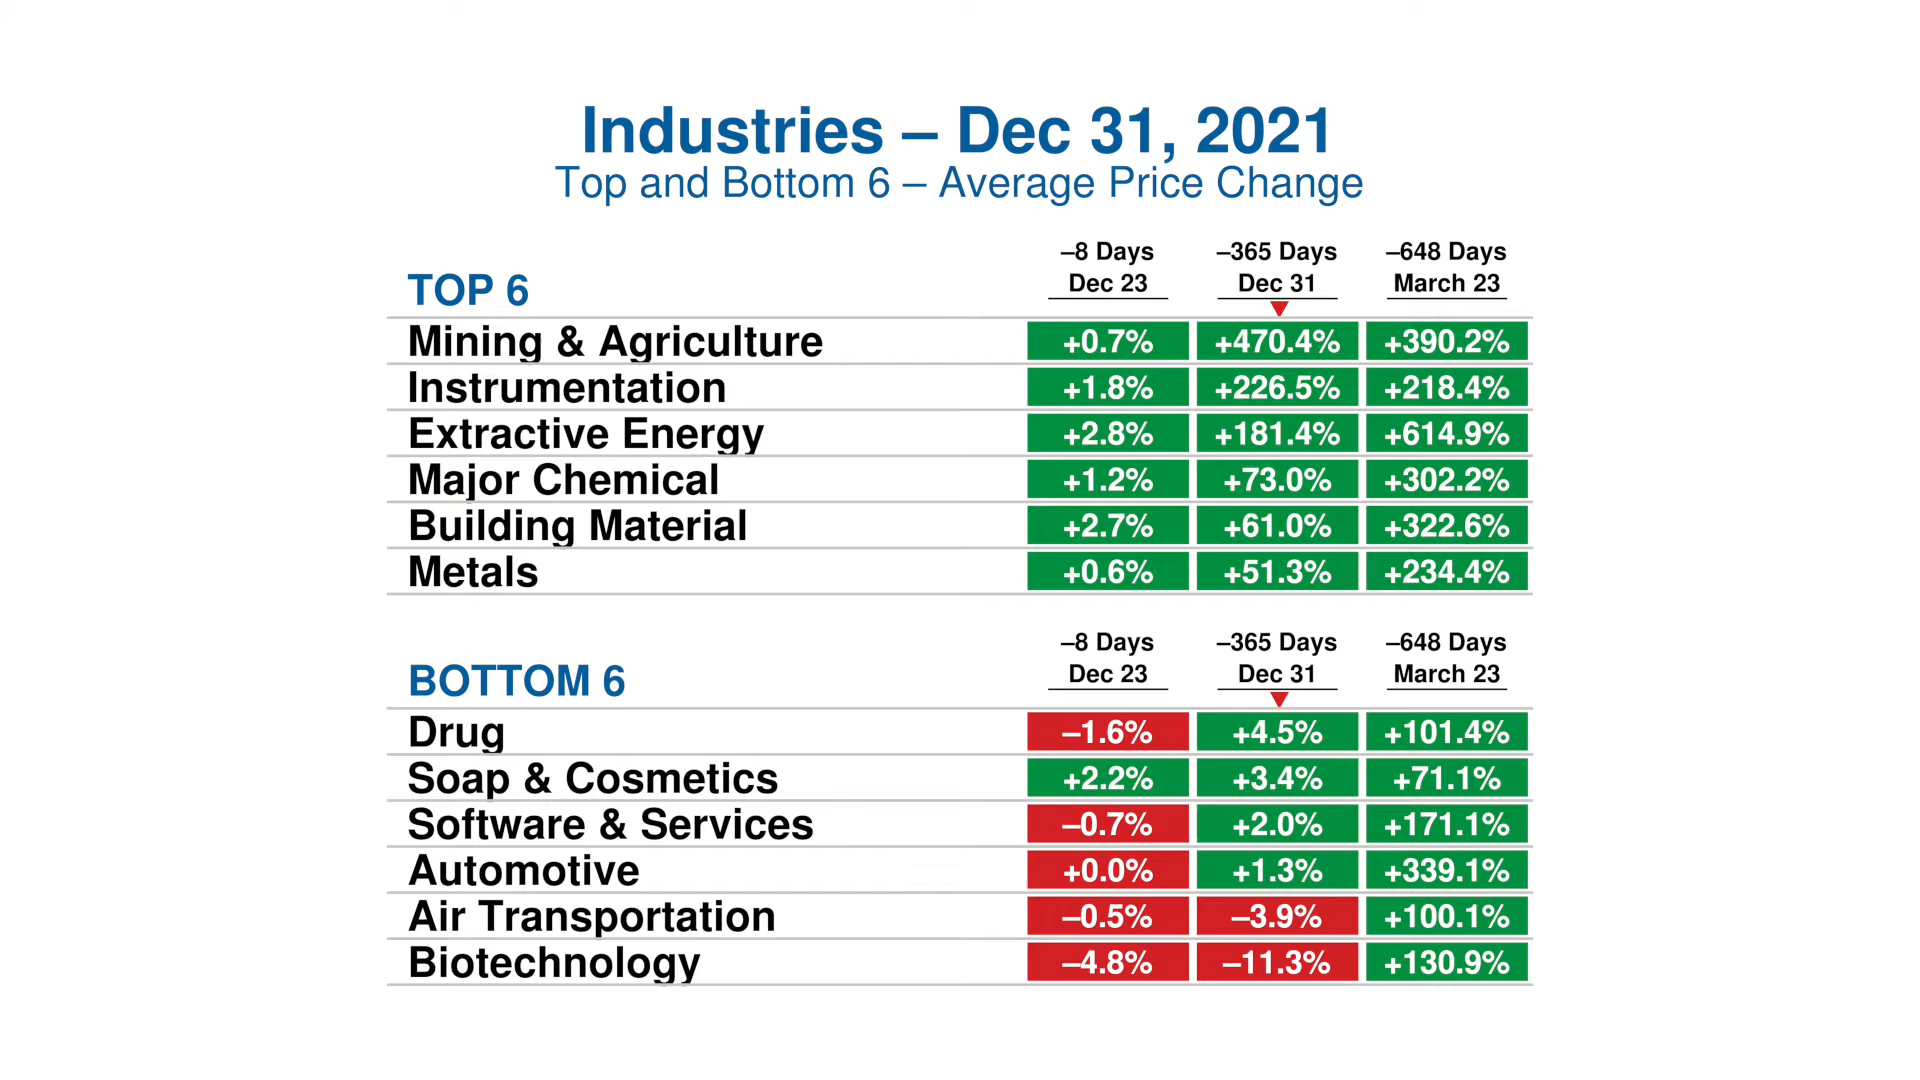 Industries – Dec 31, 2021
Top and Bottom 6 – Average Price Change
–8 Days –365 Days –648 Days
TOP 6 Dec 23 Dec 31 March 23
Mining & Agriculture +0.7% +470.4% +390.2%
Instrumentation +1.8% +226.5% +218.4%
Extractive Energy +2.8% +181.4% +614.9%
Major Chemical +1.2% +73.0% +302.2%
Building Material +2.7% +61.0% +322.6%
Metals +0.6% +51.3% +234.4%
–8 Days –365 Days –648 Days
BOTTOM 6 Dec 23 Dec 31 March 23
Drug –1.6% +4.5% +101.4%
Soap & Cosmetics +2.2% +3.4% +71.1%
Software & Services –0.7% +2.0% +171.1%
Automotive +0.0% +1.3% +339.1%
Air Transportation –0.5% –3.9% +100.1%
Biotechnology –4.8% –11.3% +130.9%